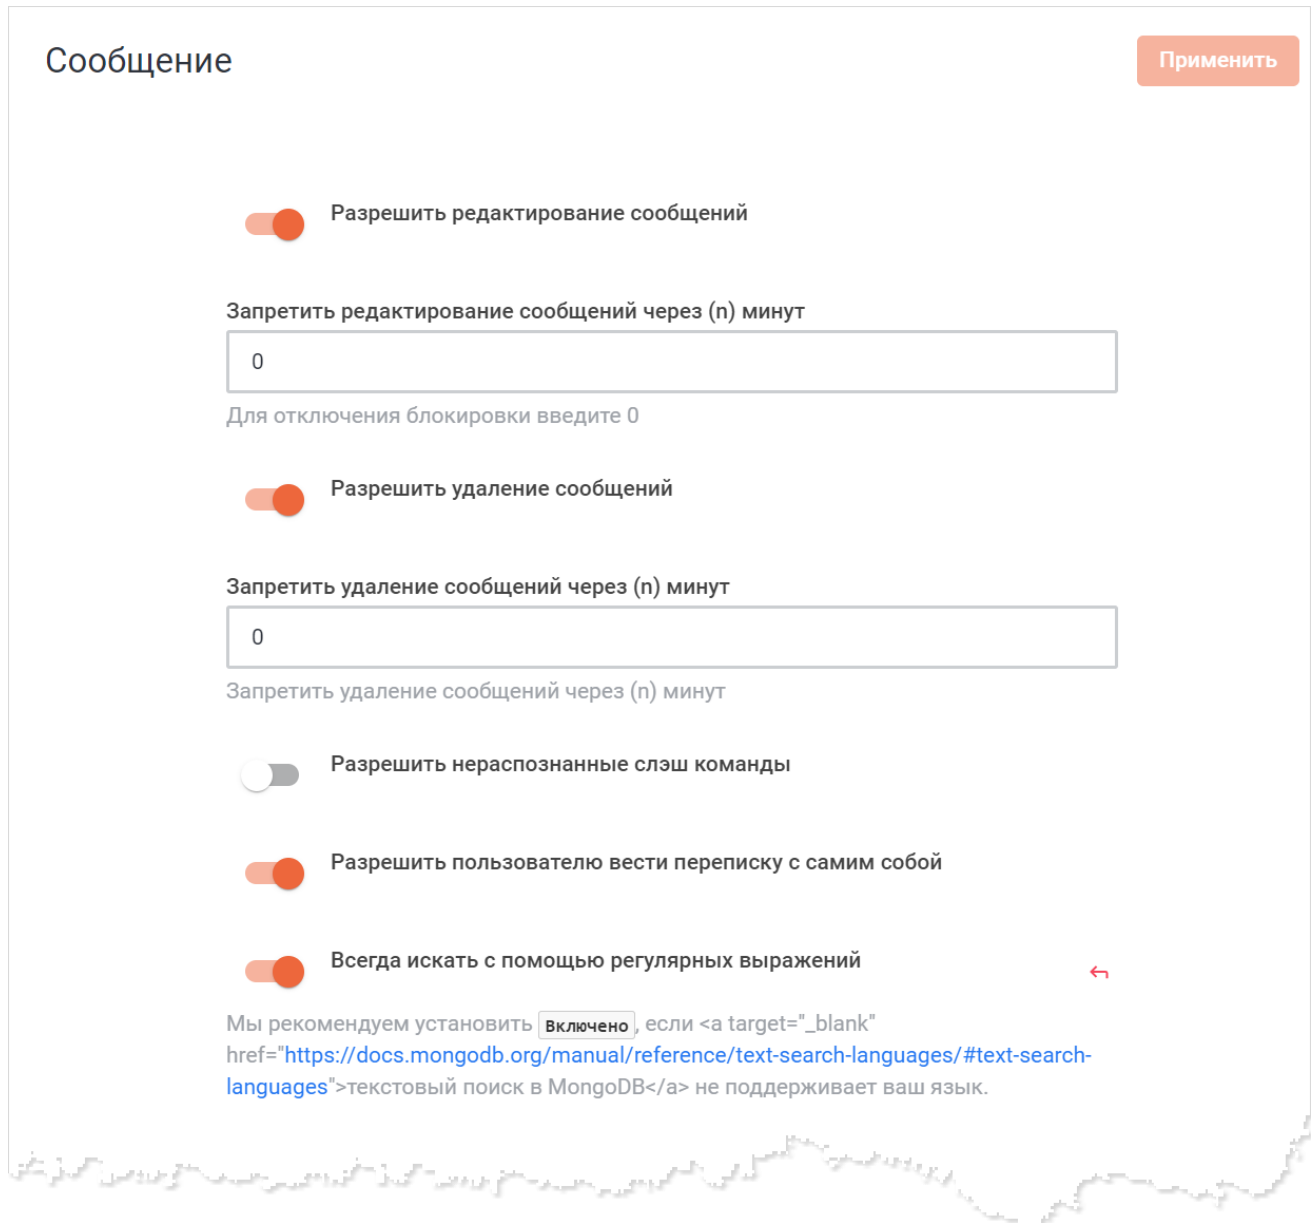 Сообщение
Применить
Разрешить редактирование сообщений
Запретить редактирование сообщений через (n) минут
0
Для отключения блокировки введите 0
Разрешить удаление сообщений
Запретить удаление сообщений через (n) минут
0
Запретить удаление сообщений через (n) минут
Разрешить нераспознанные слэш команды
Разрешить пользователю вести переписку с самим собой
Всегда искать с помощью регулярных выражений
Мы рекомендуем установить Включено, если <a target="_blank"
href="https://docs.mongodb.org/manual/reference/text-search-languages/#text-search-
languages">текстовый поиск в MongoDB</a> не поддерживает ваш язык.